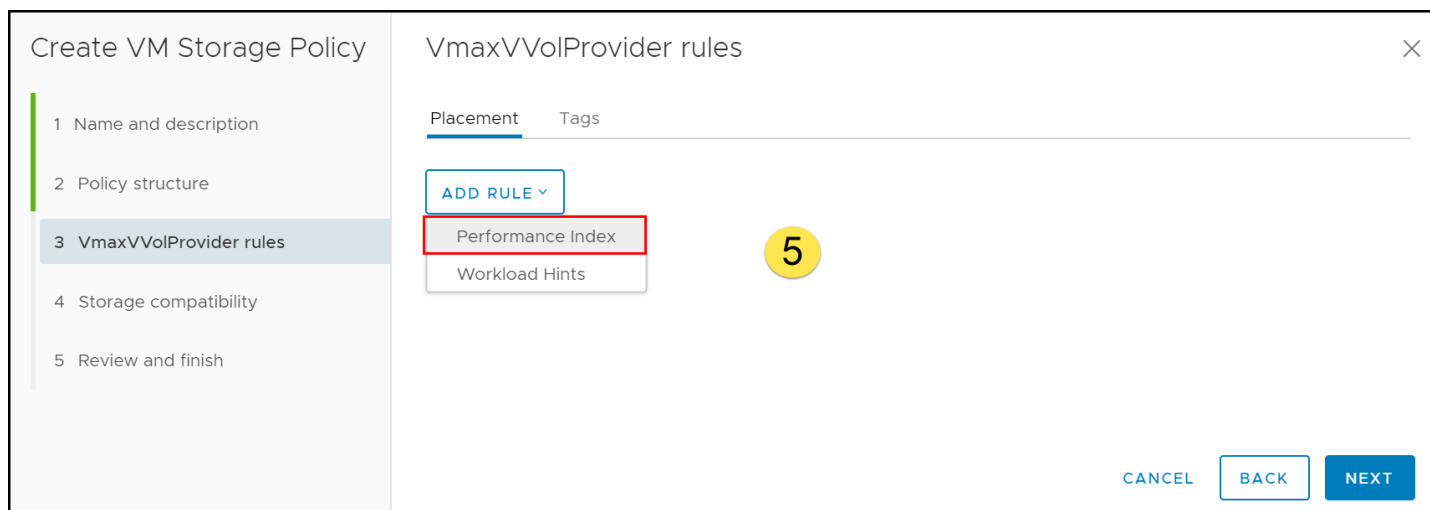 Create VM Storage Policy
1 Name and description
2 Policy structure
3 VmaxVVolProvider rules
4 Storage compatibility
5 Review and finish
VmaxVVolProvider rules
Placement Tags
ADD RULE
Performance Index
Workload Hints
5
CANCEL BACK NEXT